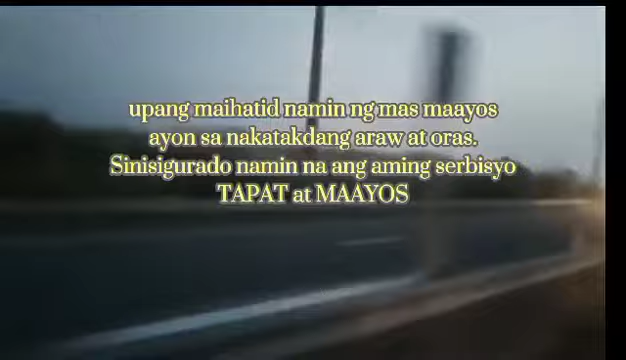 upang maihatid namin ng mas maayos
ayon sa nakatakdang araw at oras.
Sinisigurado namin na ang aming serbisyo
TAPAT at MAAYOS